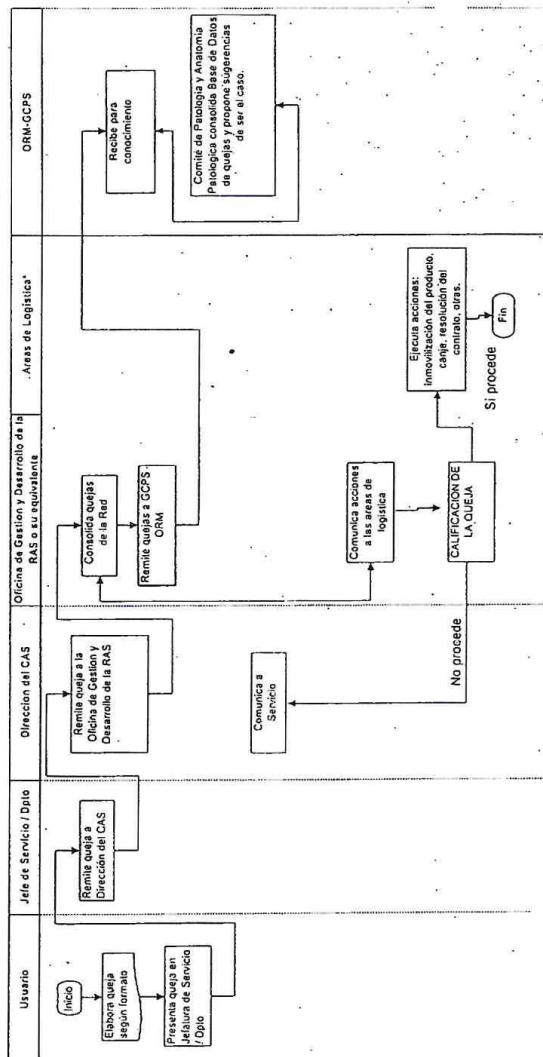 Usuario
Jefe de Servicio / Dpto
Direccion del CAS
Oficina de Gestion y Desarrollo de la
RAS o su equivalente
Areas de Logistica*
ORM-GCPS
Inicio
Elabora queja
según formato
Presenta queja en
Jefatura de Servicio
/ Dpto
Remite queja a
Dirección del CAS
Remite queja a la
Oficina de Gestion y
Desarrollo de la RAS
Comunica a
Servicio
Consolida quejas
de la Red
Remite quejas a GCPS -
ORM
Comunica acciones
a las areas de
logística
CALIFICACION DE
LA QUEJA
No procede
Si procede
Ejecuta acciones:
inmovilización del producto,
canje, resolución del
contrato, otras.
Fin
Recibe para
conocimiento
Comité de Patologia y Anatomia
Patologica consolida Base de Datos
de quejas y propone sugerencias
de ser el caso.